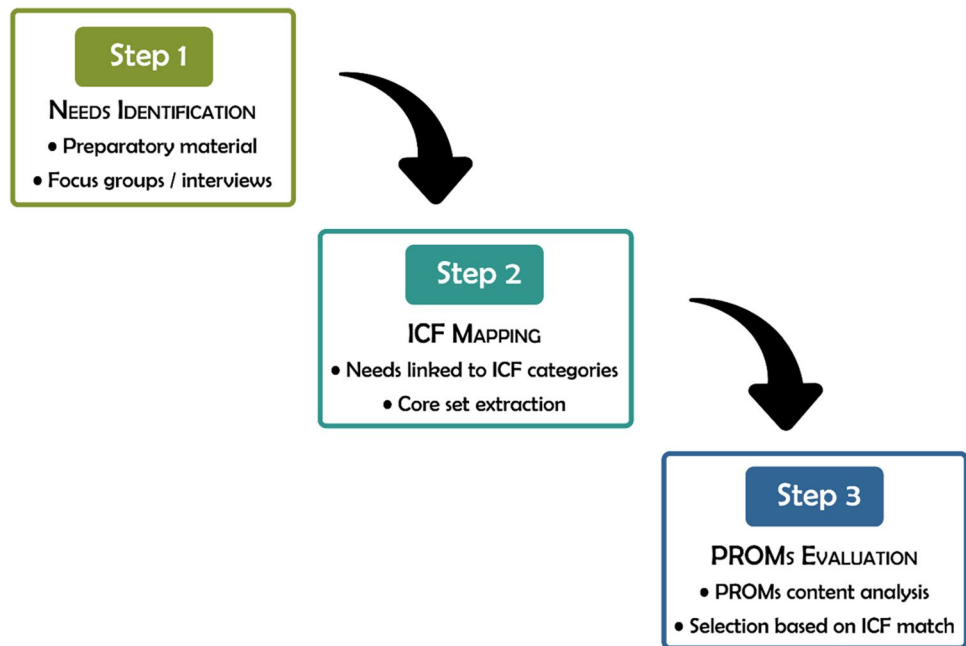 Step 1
NEEDS IDENTIFICATION
• Preparatory material
• Focus groups / interviews
Step 2
ICF MAPPING
• Needs linked to ICF categories
• Core set extraction
Step 3
PROMS EVALUATION
• PROMs content analysis
• Selection based on ICF match